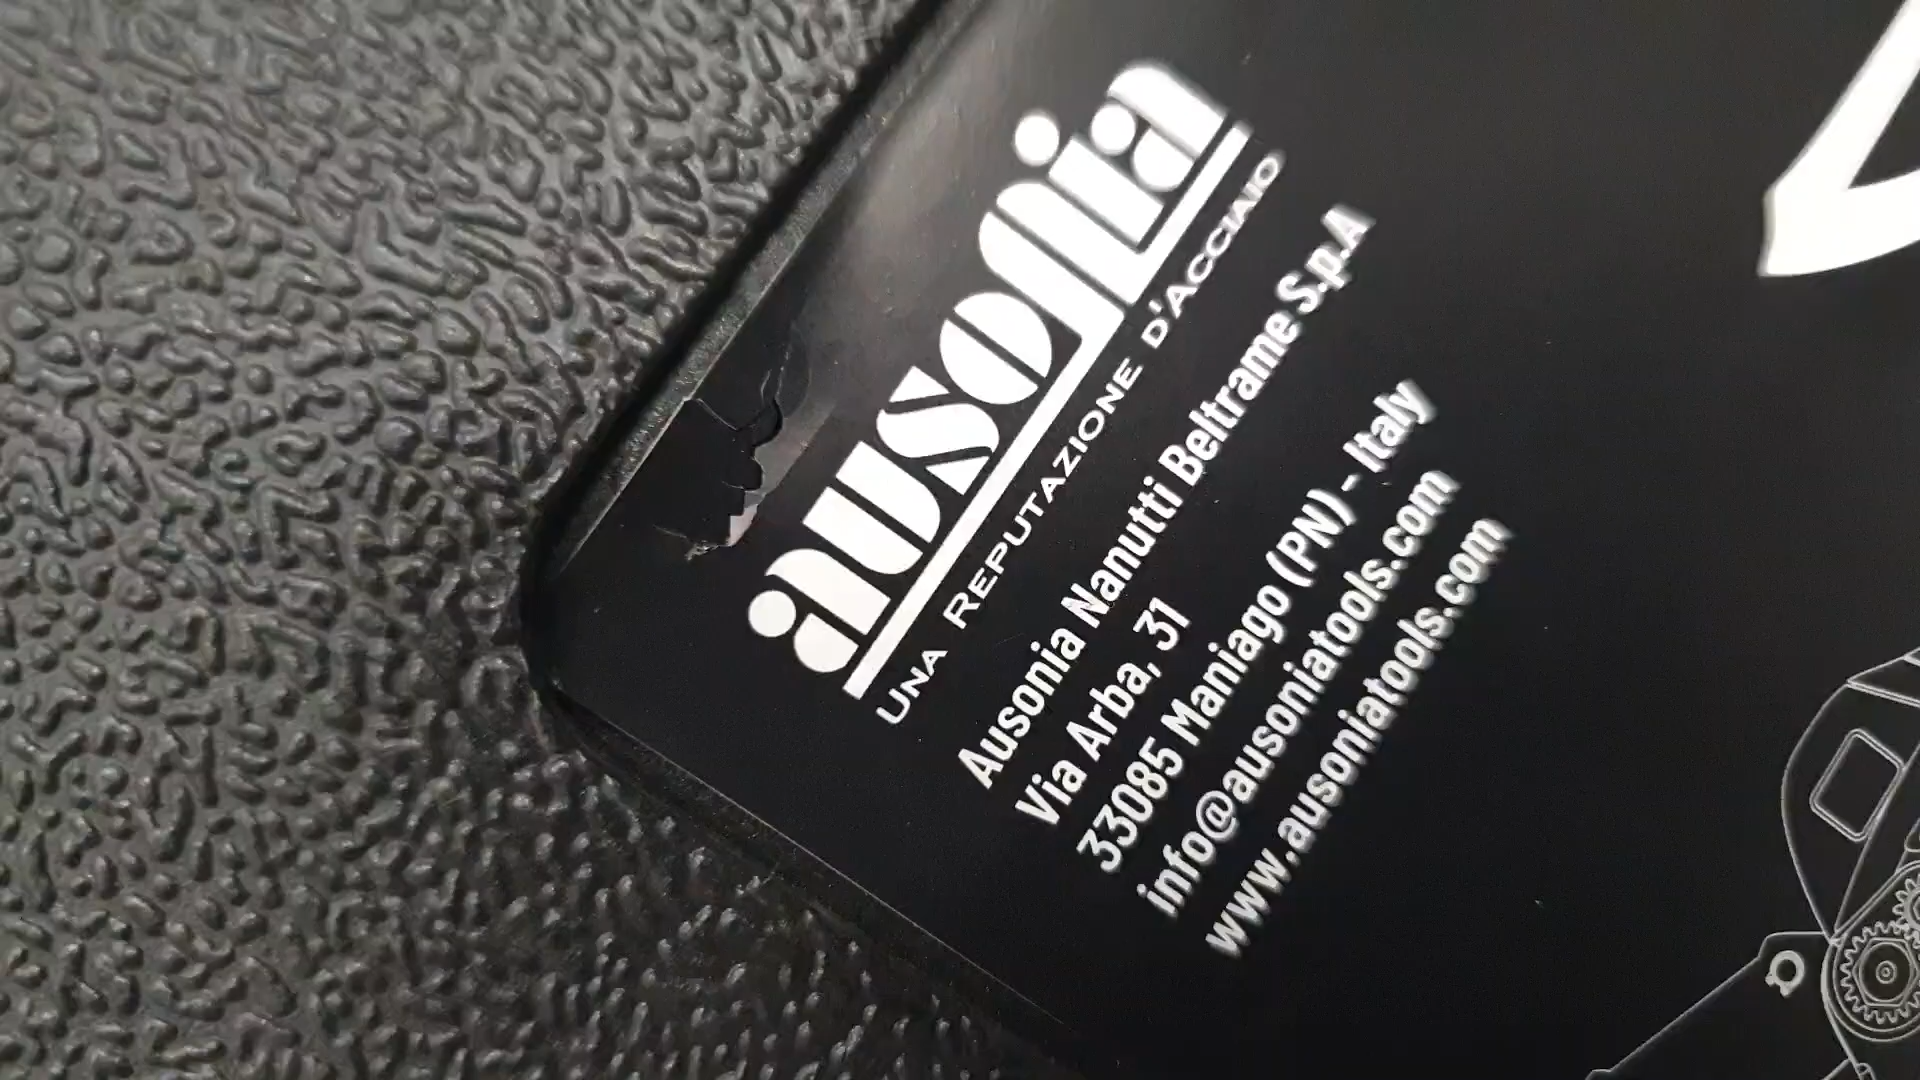 ausonia
UNA REPUTAZIONE D'ACCIAIO
Ausonia Nanutti Beltrame S.p.A
Via Arba, 31
33085 Maniago (PN) - Italy
info@ausoniatools.com
www.ausoniatools.com